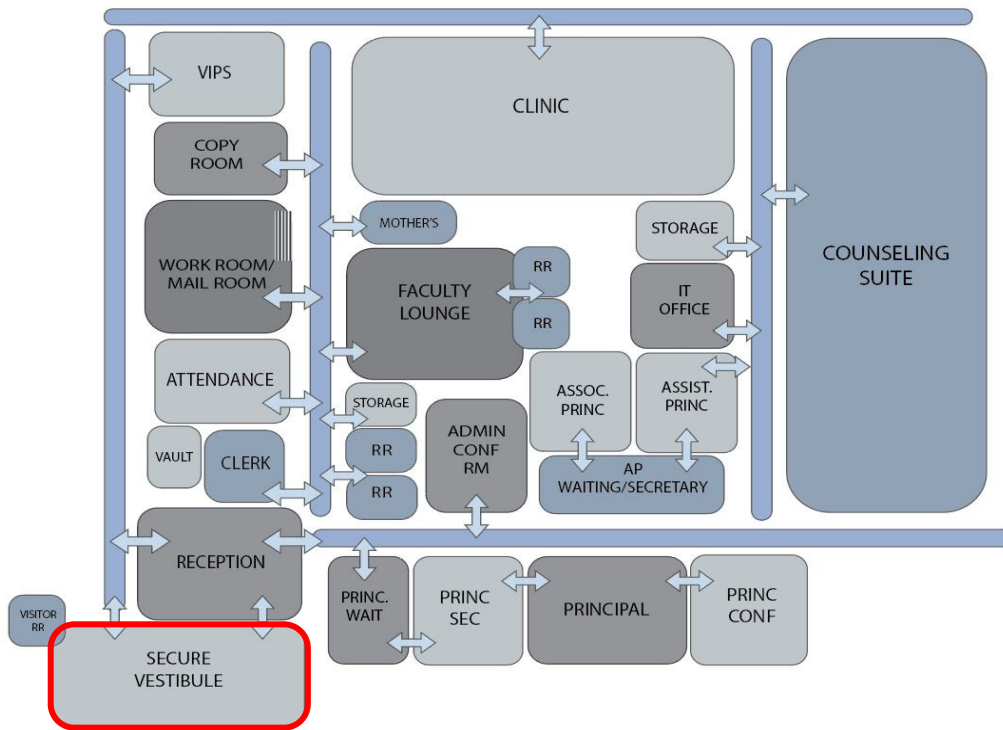 VIPS
CLINIC
COPY
ROOM
MOTHER'S
STORAGE
COUNSELING
SUITE
WORK ROOM/
MAIL ROOM
FACULTY
LOUNGE
RR
RR
IT
OFFICE
ATTENDANCE
STORAGE
ASSOC.
PRINC
ASSIST.
PRINC
VAULT
CLERK
RR
RR
ADMIN
CONF
RM
AP
WAITING/SECRETARY
RECEPTION
PRINC.
WAIT
PRINC
SEC
PRINCIPAL
PRINC
CONF
VISITOR
RR
SECURE
VESTIBULE